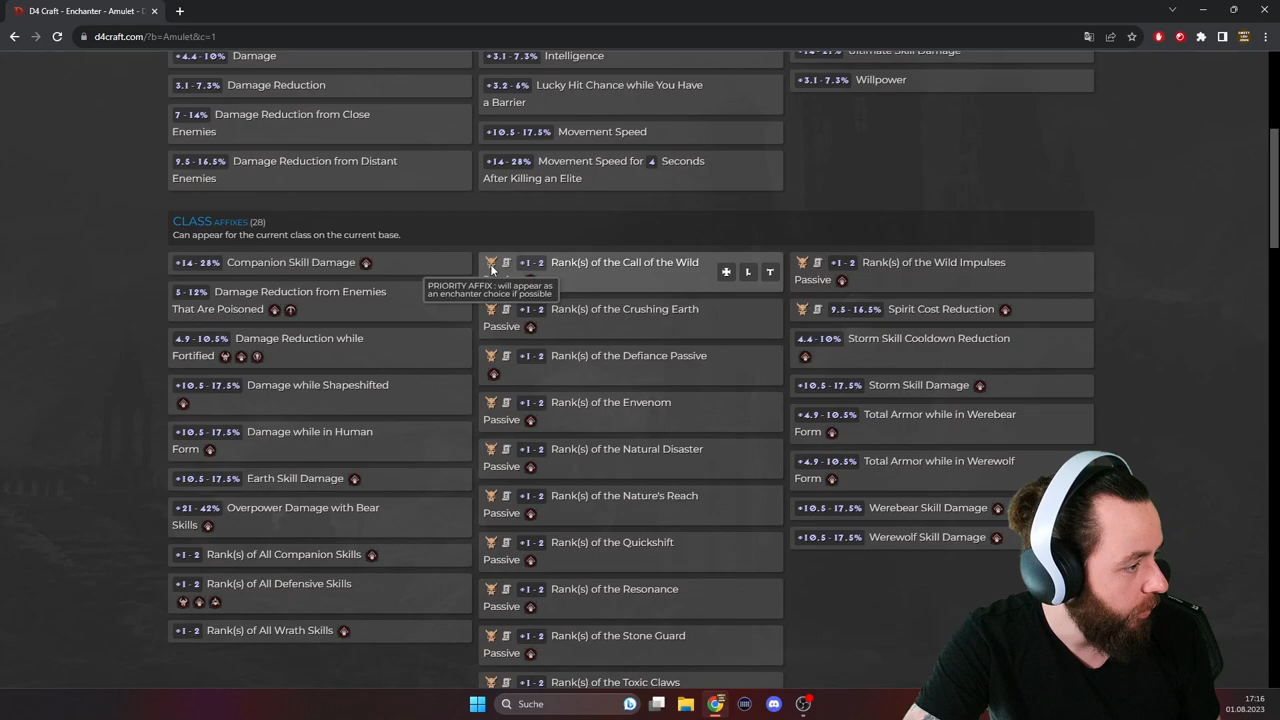 D4 Craft - Enchanter - Amulet - D
d4craft.com/?b=Amulet&c=1
+4.4 - 10% Damage
3.1 - 7.3% Damage Reduction
7 - 14% Damage Reduction from Close
Enemies
9.5 - 16.5% Damage Reduction from Distant
Enemies
+3.1 - 7.3% Intelligence
+3.2 - 6% Lucky Hit Chance while You Have
a Barrier
+10.5 - 17.5% Movement Speed
+14 - 28% Movement Speed for 4 Seconds
After Killing an Elite
+14 - 21% Ultimate Skill Damage
+3.1 - 7.3% Willpower
CLASS AFFIXES (28)
Can appear for the current class on the current base.
+14 - 28% Companion Skill Damage
5 - 12% Damage Reduction from Enemies
That Are Poisoned
4.9 - 10.5% Damage Reduction while
Fortified
+10.5 - 17.5% Damage while Shapeshifted
+10.5 - 17.5% Damage while in Human
Form
+10.5 - 17.5% Earth Skill Damage
+21 - 42% Overpower Damage with Bear
Skills
+1 - 2 Rank(s) of All Companion Skills
+1 - 2 Rank(s) of All Defensive Skills
+1 - 2 Rank(s) of All Wrath Skills
+1 - 2 Rank(s) of the Call of the Wild
L T
PRIORITY AFFIX : will appear as
an enchanter choice if possible
+1 - 2 Rank(s) of the Crushing Earth
Passive
+1 - 2 Rank(s) of the Defiance Passive
+1 - 2 Rank(s) of the Envenom
Passive
+1 - 2 Rank(s) of the Natural Disaster
Passive
+1 - 2 Rank(s) of the Nature's Reach
Passive
+1 - 2 Rank(s) of the Quickshift
Passive
+1 - 2 Rank(s) of the Resonance
Passive
+1 - 2 Rank(s) of the Stone Guard
Passive
+1 - 2 Rank(s) of the Toxic Claws
+1 - 2 Rank(s) of the Wild Impulses
Passive
9.5 - 16.5% Spirit Cost Reduction
4.4 - 10% Storm Skill Cooldown Reduction
+10.5 - 17.5% Storm Skill Damage
+4.9 - 10.5% Total Armor while in Werebear
Form
+4.9 - 10.5% Total Armor while in Werewolf
Form
+10.5 - 17.5% Werebear Skill Damage
+10.5 - 17.5% Werewolf Skill Damage
Suche
17:16
01.08.2023